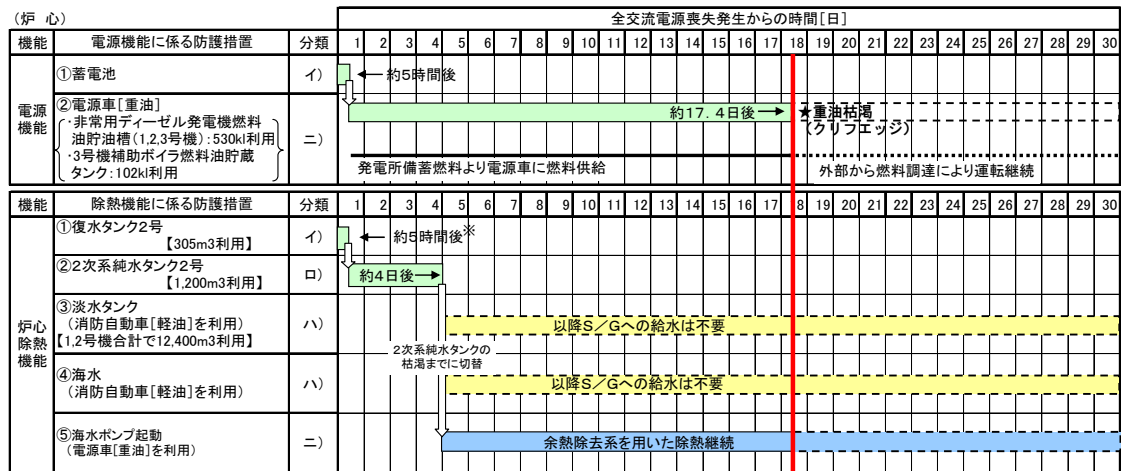 (炉 心)
全交流電源喪失発生からの時間[日]
機能 電源機能に係る防護措置 分類 1 2 3 4 5 6 7 8 9 10 11 12 13 14 15 16 17 18 19 20 21 22 23 24 25 26 27 28 29 30
電源
機能
①蓄電池 イ) ←約5時間後
②電源車[重油]
・非常用ディーゼル発電機燃料
油貯油槽(1,2,3号機):530kl利用
・3号機補助ボイラ燃料油貯蔵
タンク:102kl利用
ニ)
約17.4日後→ ★重油枯渇
(クリフエッジ)
発電所備蓄燃料より電源車に燃料供給 外部から燃料調達により運転継続
機能 除熱機能に係る防護措置 分類 1 2 3 4 5 6 7 8 9 10 11 12 13 14 15 16 17 18 19 20 21 22 23 24 25 26 27 28 29 30
炉心
除熱
機能
①復水タンク2号
【305m3利用】
イ) ←約5時間後※
②2次系純水タンク2号
【1,200m3利用】
ロ) 約4日後→
③淡水タンク
(消防自動車[軽油]を利用)
【1,2号機合計で12,400m3利用】
ハ) 以降S/Gへの給水は不要
2次系純水タンクの
枯渇までに切替
④海水
(消防自動車[軽油]を利用)
ハ) 以降S/Gへの給水は不要
⑤海水ポンプ起動
(電源車[重油]を利用)
ニ) 余熱除去系を用いた除熱継続